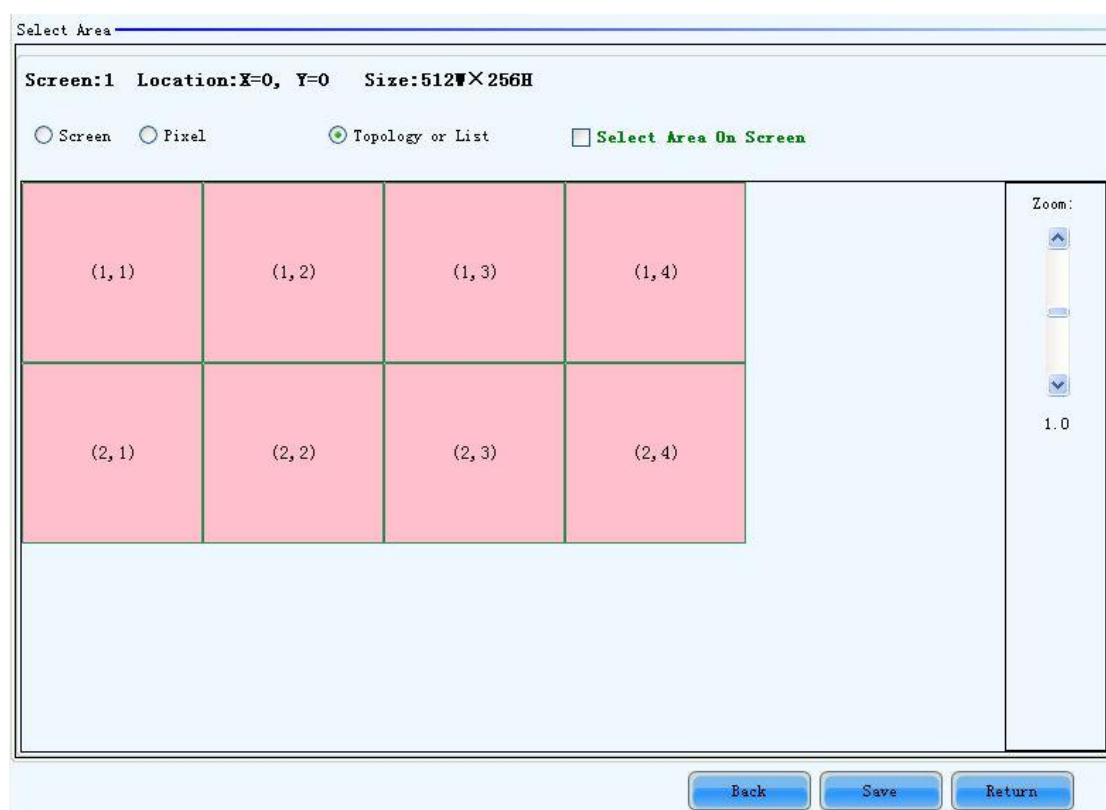 Select Area
Screen:1 Location:X=0, Y=0 Size:512W×256H
Screen Pixel Topology or List Select Area On Screen
Zoom:
(1,1) (1,2) (1,3) (1,4)
1.0
(2,1) (2,2) (2,3) (2,4)
Back Save Return